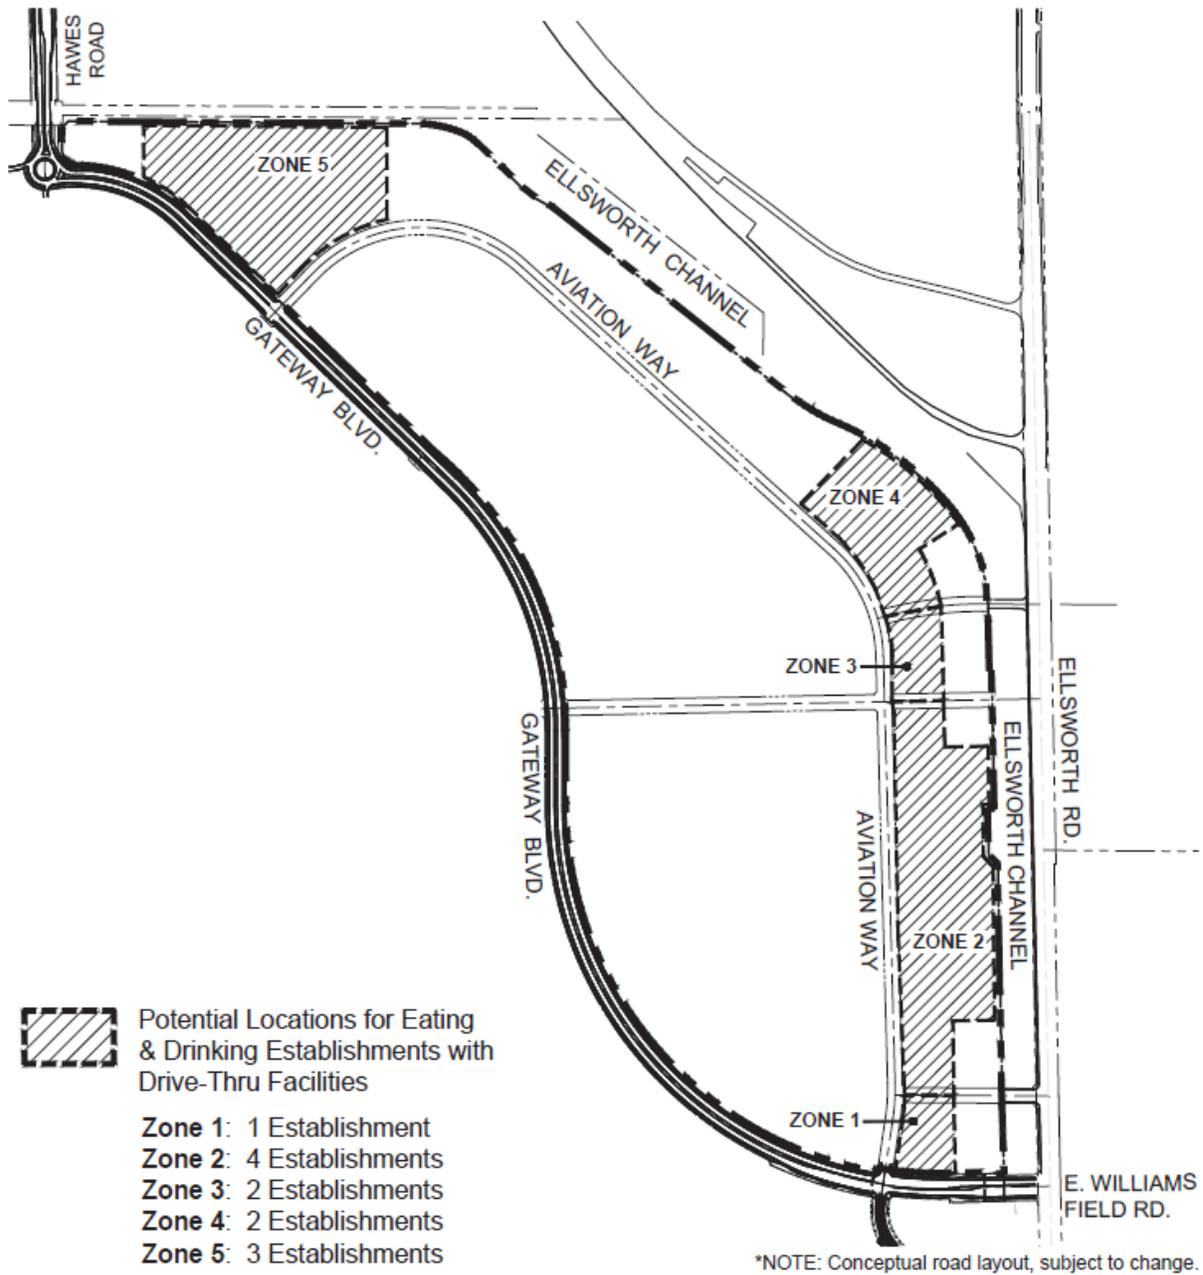 HAWES
ROAD
ZONE 5
ELLSWORTH CHANNEL
AVIATION WAY
GATEWAY BLVD.
ZONE 4
ZONE 3
ELLSWORTH RD.
GATEWAY BLVD.
ELLSWORTH CHANNEL
AVIATION WAY
ZONE 2
ZONE 1
E. WILLIAMS
FIELD RD.
Potential Locations for Eating
& Drinking Establishments with
Drive-Thru Facilities
Zone 1: 1 Establishment
Zone 2: 4 Establishments
Zone 3: 2 Establishments
Zone 4: 2 Establishments
Zone 5: 3 Establishments
*NOTE: Conceptual road layout, subject to change.